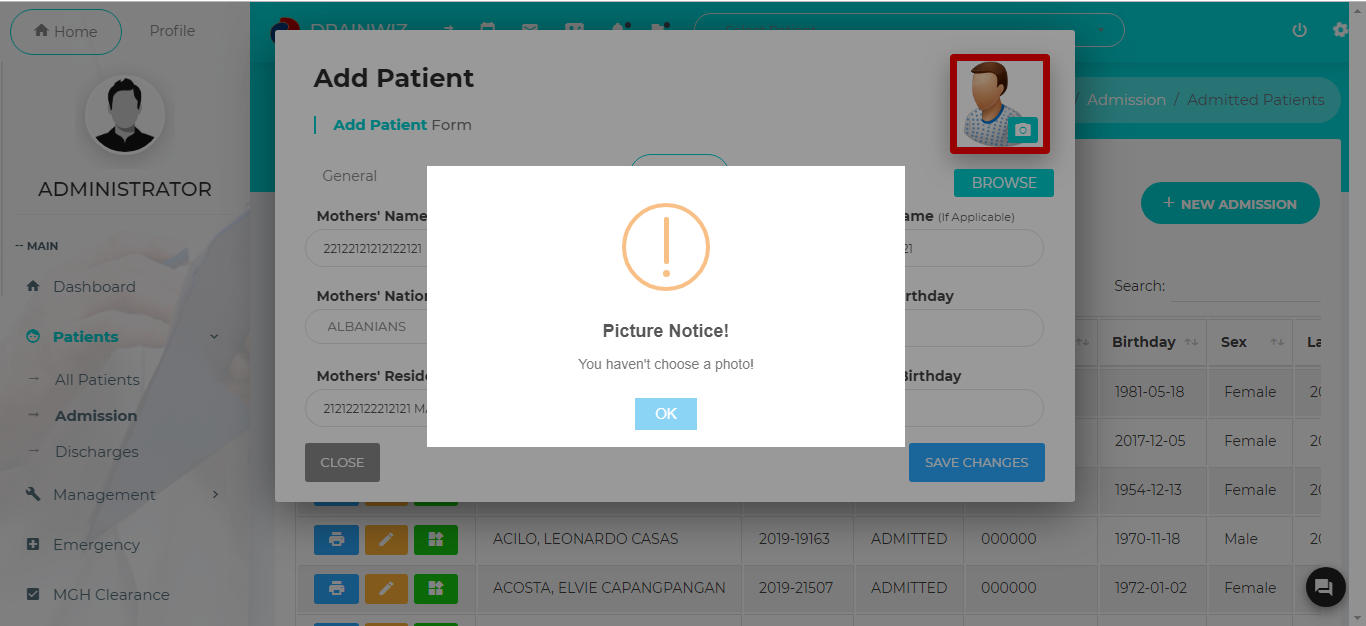 Home
Profile
DRAINWIZ
ADMINISTRATOR
-- MAIN
Dashboard
Patients
All Patients
Admission
Discharges
Management
Emergency
MGH Clearance
/ Admission / Admitted Patients
+ NEW ADMISSION
Search:
Add Patient
Add Patient Form
General
BROWSE
Mothers' Name
ame (If Applicable)
22122121212122121
21
Mothers' Nation
rthday
ALBANIANS
Mothers' Reside
Birthday
212122122212121 MA
CLOSE
SAVE CHANGES
Picture Notice!
You haven't choose a photo!
OK
Birthday Sex La
1981-05-18 Female 20
2017-12-05 Female 20
1954-12-13 Female 20
ACILO, LEONARDO CASAS 2019-19163 ADMITTED 000000 1970-11-18 Male 20
ACOSTA, ELVIE CAPANGPANGAN 2019-21507 ADMITTED 000000 1972-01-02 Female